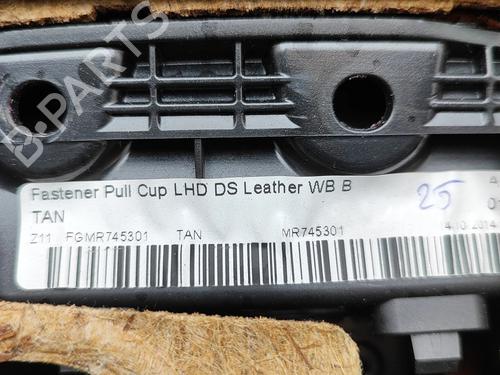 B-PARTS
Fastener Pull Cup LHD DS Leather WB B
TAN
Z11 FGMR745301 TAN MR745301
25